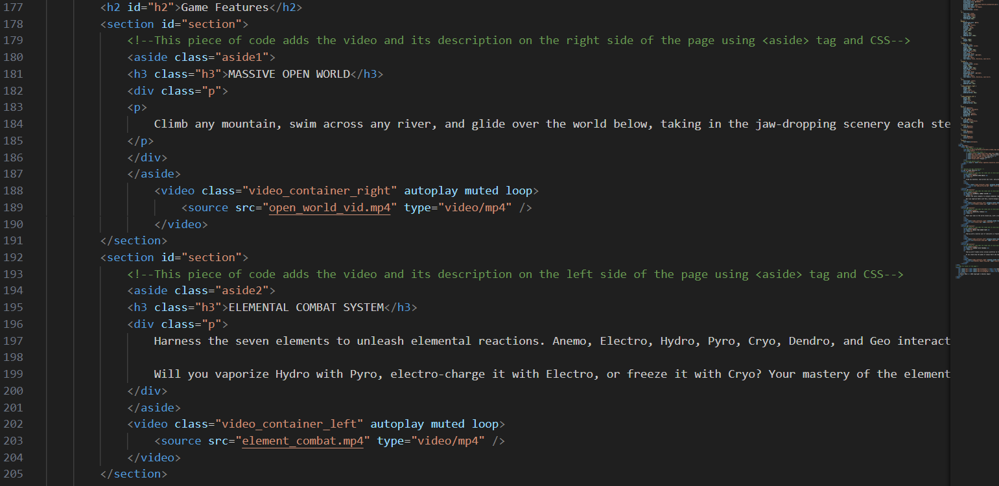 177 <h2 id="h2">Game Features</h2>
178 <section id="section">
179 <!--This piece of code adds the video and its description on the right side of the page using <aside> tag and CSS-->
180 <aside class="aside1">
181 <h3 class="h3">MASSIVE OPEN WORLD</h3>
182 <div class="p">
183 <p>
184 Climb any mountain, swim across any river, and glide over the world below, taking in the jaw-dropping scenery each ste
185 </p>
186 </div>
187 </aside>
188 <video class="video_container_right" autoplay muted loop>
189 <source src="open_world_vid.mp4" type="video/mp4" />
190 </video>
191 </section>
192 <section id="section">
193 <!--This piece of code adds the video and its description on the left side of the page using <aside> tag and CSS-->
194 <aside class="aside2">
195 <h3 class="h3">ELEMENTAL COMBAT SYSTEM</h3>
196 <div class="p">
197 Harness the seven elements to unleash elemental reactions. Anemo, Electro, Hydro, Pyro, Cryo, Dendro, and Geo interact
198
199 Will you vaporize Hydro with Pyro, electro-charge it with Electro, or freeze it with Cryo? Your mastery of the element
200 </div>
201 </aside>
202 <video class="video_container_left" autoplay muted loop>
203 <source src="element_combat.mp4" type="video/mp4" />
204 </video>
205 </section>